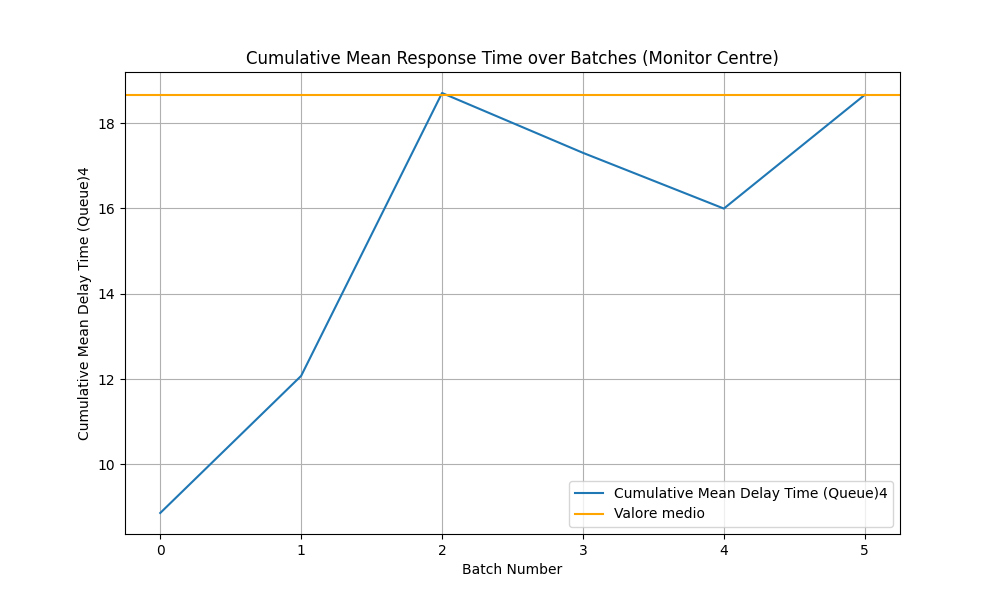 Cumulative Mean Response Time over Batches (Monitor Centre)
Cumulative Mean Delay Time (Queue)4
18
16
14
12
10
0 1 2 3 4 5
Batch Number
Cumulative Mean Delay Time (Queue)4
Valore medio